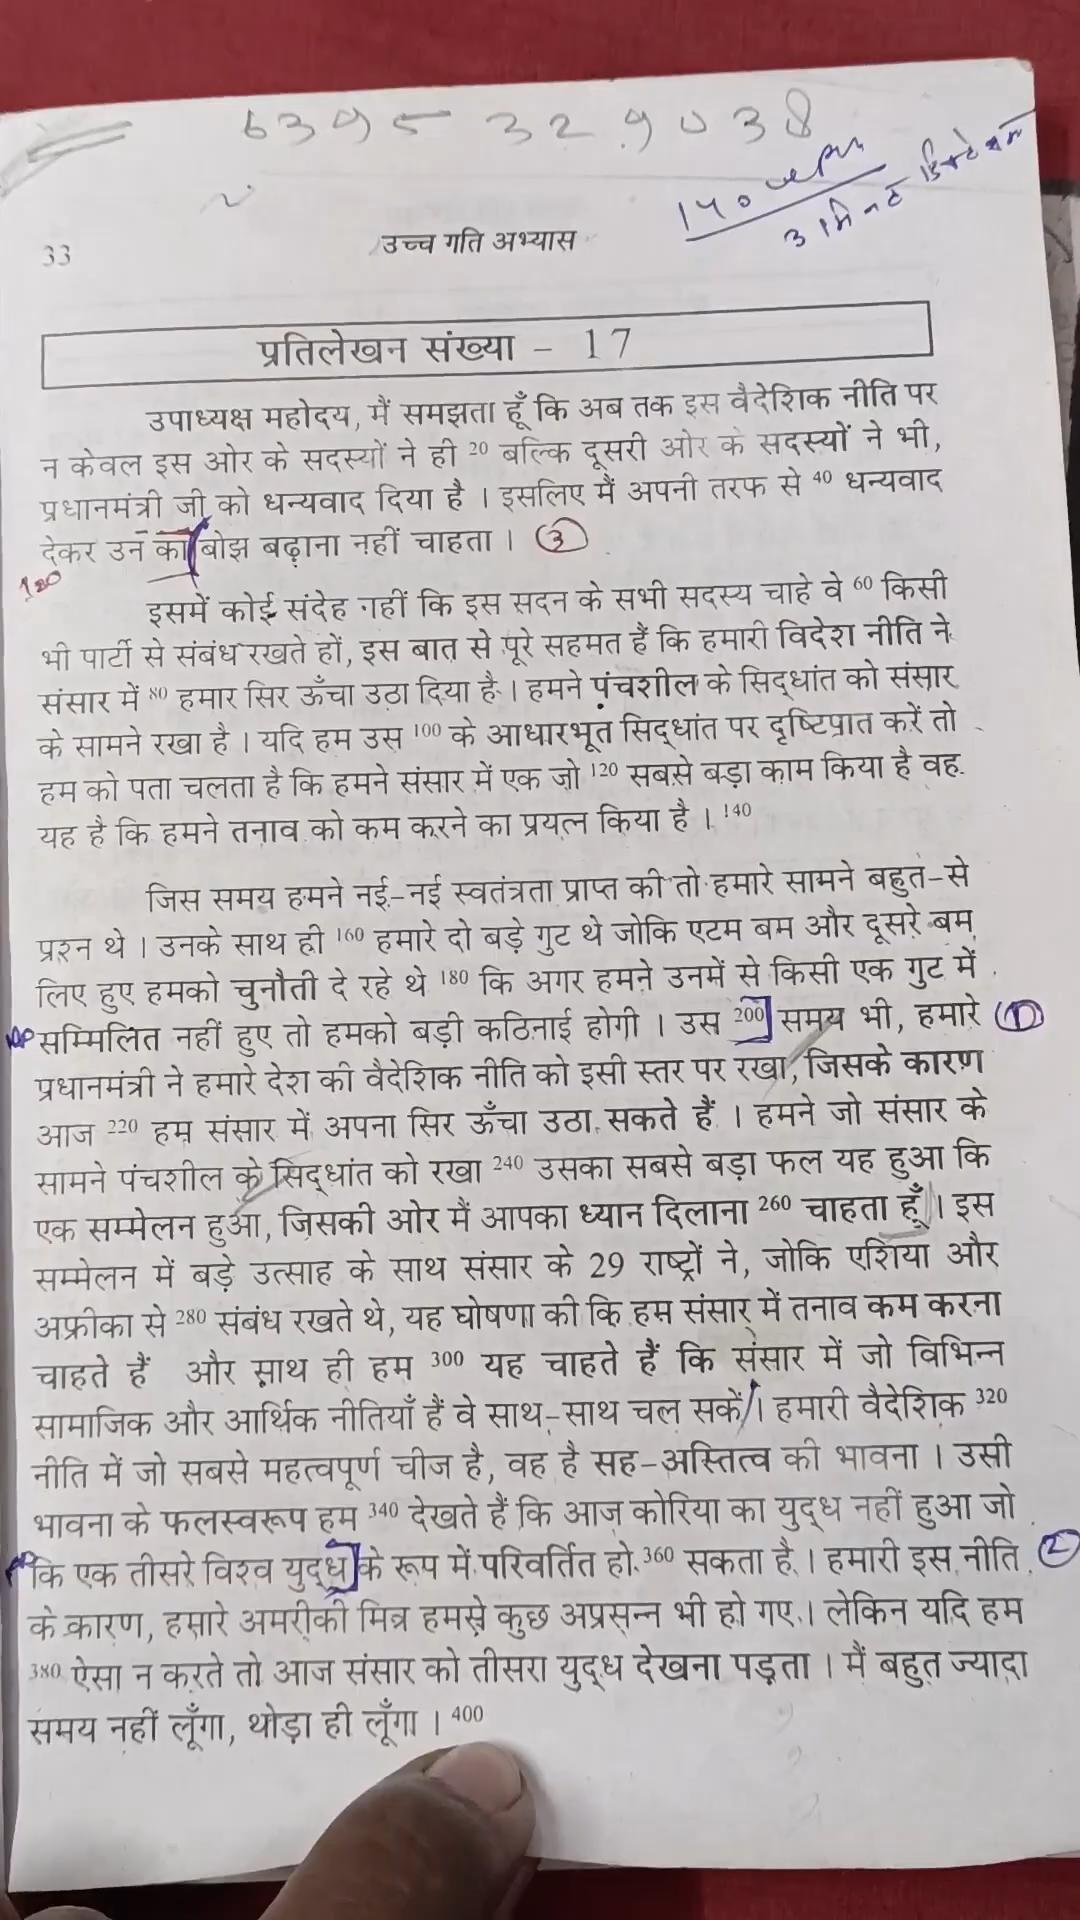 6395329038
140
3 मिनट
33
उच्च गति अभ्यास
प्रतिलेखन संख्या - 17
उपाध्यक्ष महोदय, मैं समझता हूँ कि अब तक इस वैदेशिक नीति पर
न केवल इस ओर के सदस्यों ने ही 20 बल्कि दूसरी ओर के सदस्यों ने भी,
प्रधानमंत्री जी को धन्यवाद दिया है । इसलिए मैं अपनी तरफ से 40 धन्यवाद
देकर उन का बोझ बढ़ाना नहीं चाहता । 3
इसमें कोई संदेह नहीं कि इस सदन के सभी सदस्य चाहे वे 60 किसी
भी पार्टी से संबंध रखते हों, इस बात से पूरे सहमत हैं कि हमारी विदेश नीति ने
संसार में 80 हमार सिर ऊँचा उठा दिया है । हमने पंचशील के सिद्धांत को संसार
के सामने रखा है । यदि हम उस 100 के आधारभूत सिद्धांत पर दृष्टिपात करें तो
हम को पता चलता है कि हमने संसार में एक जो 120 सबसे बड़ा काम किया है वह
यह है कि हमने तनाव को कम करने का प्रयत्न किया है । 140
जिस समय हमने नई-नई स्वतंत्रता प्राप्त की तो हमारे सामने बहुत-से
प्रश्न थे । उनके साथ ही 160 हमारे दो बड़े गुट थे जोकि एटम बम और दूसरे बम
लिए हुए हमको चुनौती दे रहे थे 180 कि अगर हमने उनमें से किसी एक गुट में
सम्मिलित नहीं हुए तो हमको बड़ी कठिनाई होगी । उस 200 समय भी, हमारे 1
प्रधानमंत्री ने हमारे देश की वैदेशिक नीति को इसी स्तर पर रखा, जिसके कारण
आज 220 हम संसार में अपना सिर ऊँचा उठा सकते हैं । हमने जो संसार के
सामने पंचशील के सिद्धांत को रखा 240 उसका सबसे बड़ा फल यह हुआ कि
एक सम्मेलन हुआ, जिसकी ओर मैं आपका ध्यान दिलाना 260 चाहता हूँ । इस
सम्मेलन में बड़े उत्साह के साथ संसार के 29 राष्ट्रों ने, जोकि एशिया और
अफ्रीका से 280 संबंध रखते थे, यह घोषणा की कि हम संसार में तनाव कम करना
चाहते हैं और साथ ही हम 300 यह चाहते हैं कि संसार में जो विभिन्न
सामाजिक और आर्थिक नीतियाँ हैं वे साथ-साथ चल सकें । हमारी वैदेशिक 320
नीति में जो सबसे महत्वपूर्ण चीज है, वह है सह-अस्तित्व की भावना । उसी
भावना के फलस्वरूप हम 340 देखते हैं कि आज कोरिया का युद्ध नहीं हुआ जो
कि एक तीसरे विश्व युद्ध के रूप में परिवर्तित हो 360 सकता है । हमारी इस नीति 2
के कारण, हमारे अमरीकी मित्र हमसे कुछ अप्रसन्न भी हो गए । लेकिन यदि हम
380 ऐसा न करते तो आज संसार को तीसरा युद्ध देखना पड़ता । मैं बहुत ज्यादा
समय नहीं लूँगा, थोड़ा ही लूँगा । 400